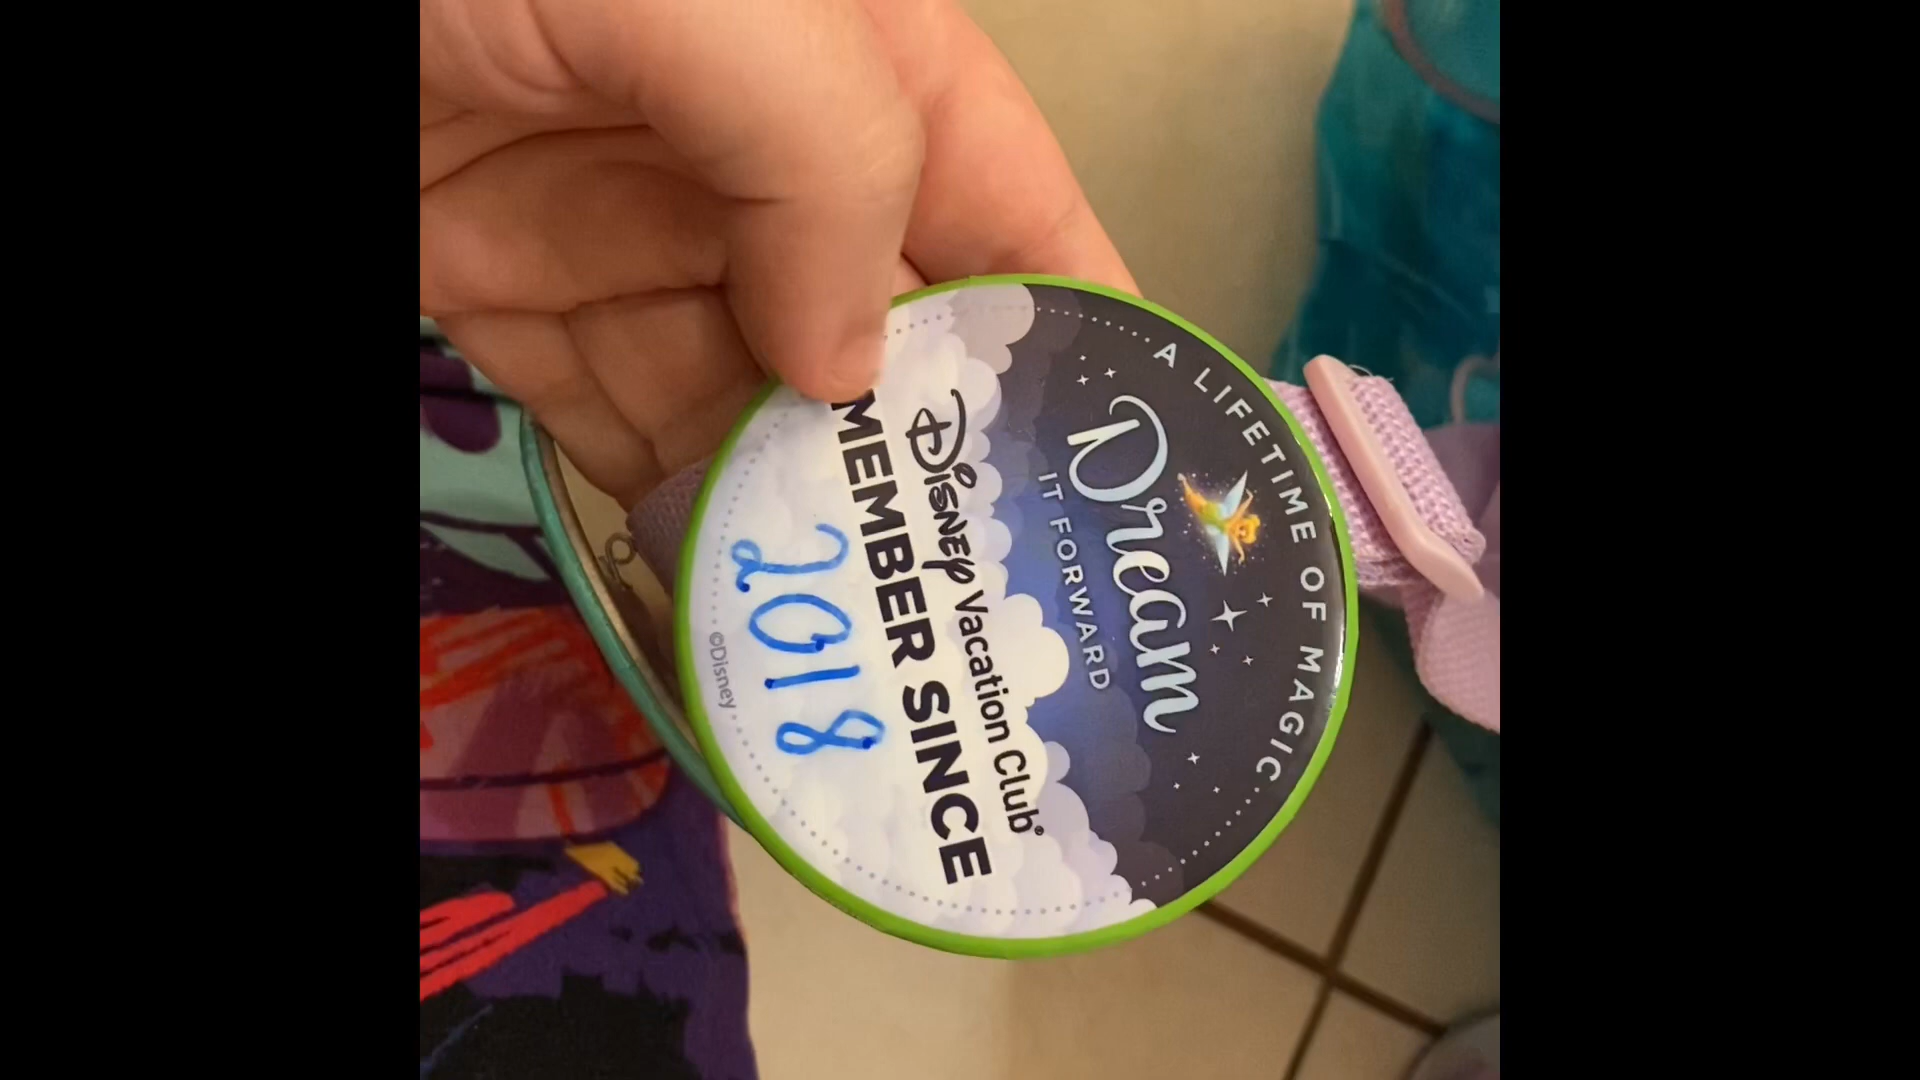 A LIFETIME OF MAGIC
Dream
IT FORWARD
Disney Vacation Club®
MEMBER SINCE
2018
©Disney